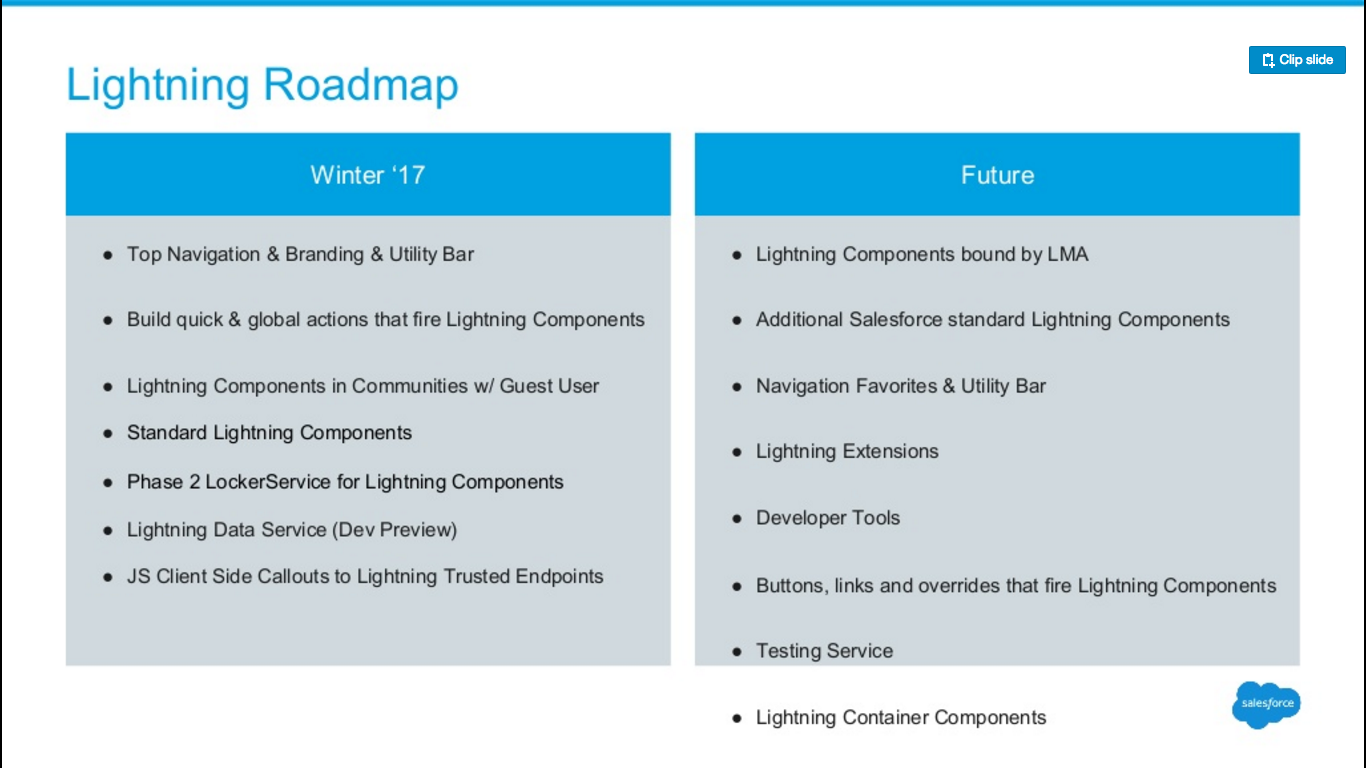 Clip slide
Lightning Roadmap
Winter ‘17
● Top Navigation & Branding & Utility Bar
● Build quick & global actions that fire Lightning Components
● Lightning Components in Communities w/ Guest User
● Standard Lightning Components
● Phase 2 LockerService for Lightning Components
● Lightning Data Service (Dev Preview)
● JS Client Side Callouts to Lightning Trusted Endpoints
Future
● Lightning Components bound by LMA
● Additional Salesforce standard Lightning Components
● Navigation Favorites & Utility Bar
● Lightning Extensions
● Developer Tools
● Buttons, links and overrides that fire Lightning Components
● Testing Service
● Lightning Container Components
salesforce